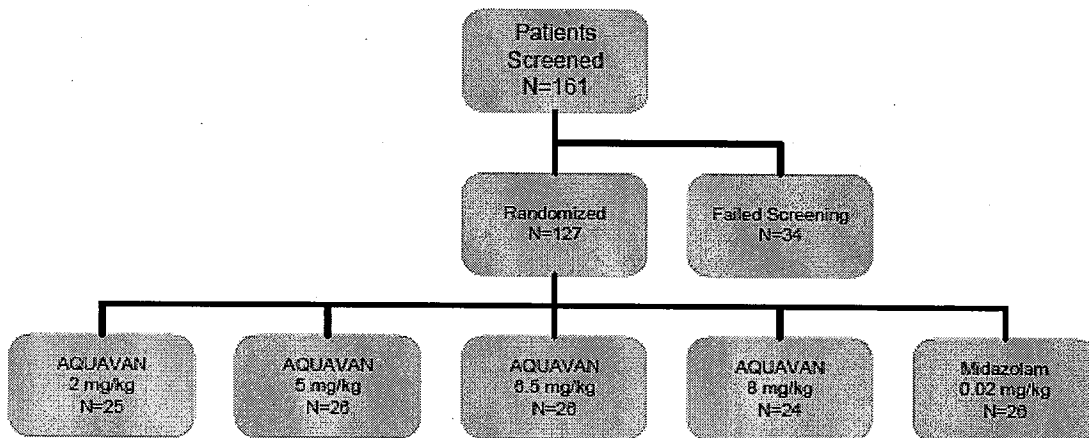 Patients
Screened
N=161
Randomized
N=127
Failed Screening
N=34
AQUAVAN
2 mg/kg
N=25
AQUAVAN
5 mg/kg
N=26
AQUAVAN
6.5 mg/kg
N=26
AQUAVAN
8 mg/kg
N=24
Midazolam
0.02 mg/kg
N=26